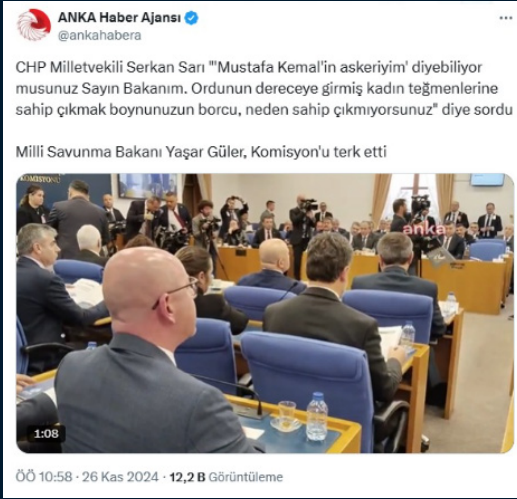 ANKA Haber Ajansı
@ankahabera
CHP Milletvekili Serkan Sarı "'Mustafa Kemal'in askeriyim' diyebiliyor
musunuz Sayın Bakanım. Ordunun dereceye girmiş kadın teğmenlerine
sahip çıkmak boynunuzun borcu, neden sahip çıkmıyorsunuz" diye sordu
Milli Savunma Bakanı Yaşar Güler, Komisyon'u terk etti
KOMİSYONU
anka
1:08
ÖÖ 10:58 · 26 Kas 2024 · 12,2 B Görüntüleme